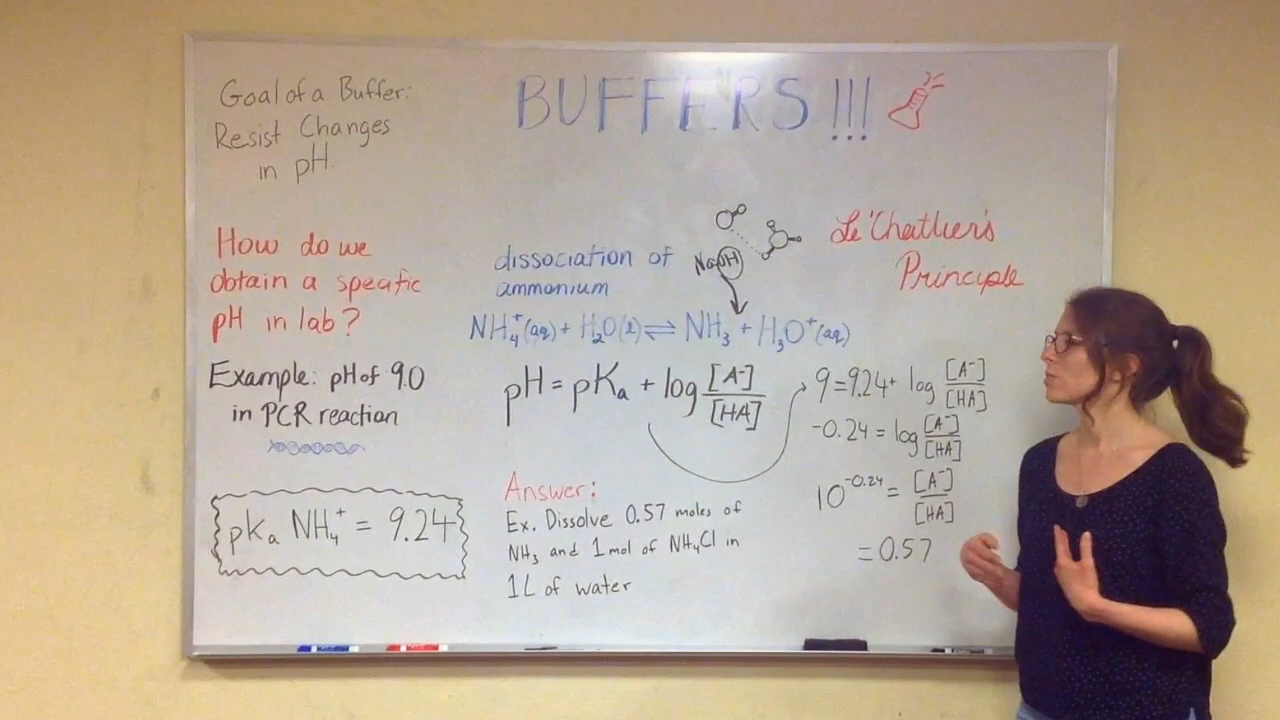 BUFFERS!!!
Goal of a Buffer:
Resist Changes
in pH
How do we
obtain a specific
pH in lab?
Example: pH of 9.0
in PCR reaction
pKa NH₄⁺ = 9.24
dissociation of
ammonium
NaOH
NH₄⁺(aq) + H₂O(l) ⇌ NH₃ + H₃O⁺(aq)
pH = pKa + log [A⁻]/[HA]
Answer:
Ex. Dissolve 0.57 moles of
NH₃ and 1 mol of NH₄Cl in
1L of water
Le'Chatlier's
Principle
9 = 9.24 + log [A⁻]/[HA]
-0.24 = log [A⁻]/[HA]
10^-0.24 = [A⁻]/[HA]
= 0.57